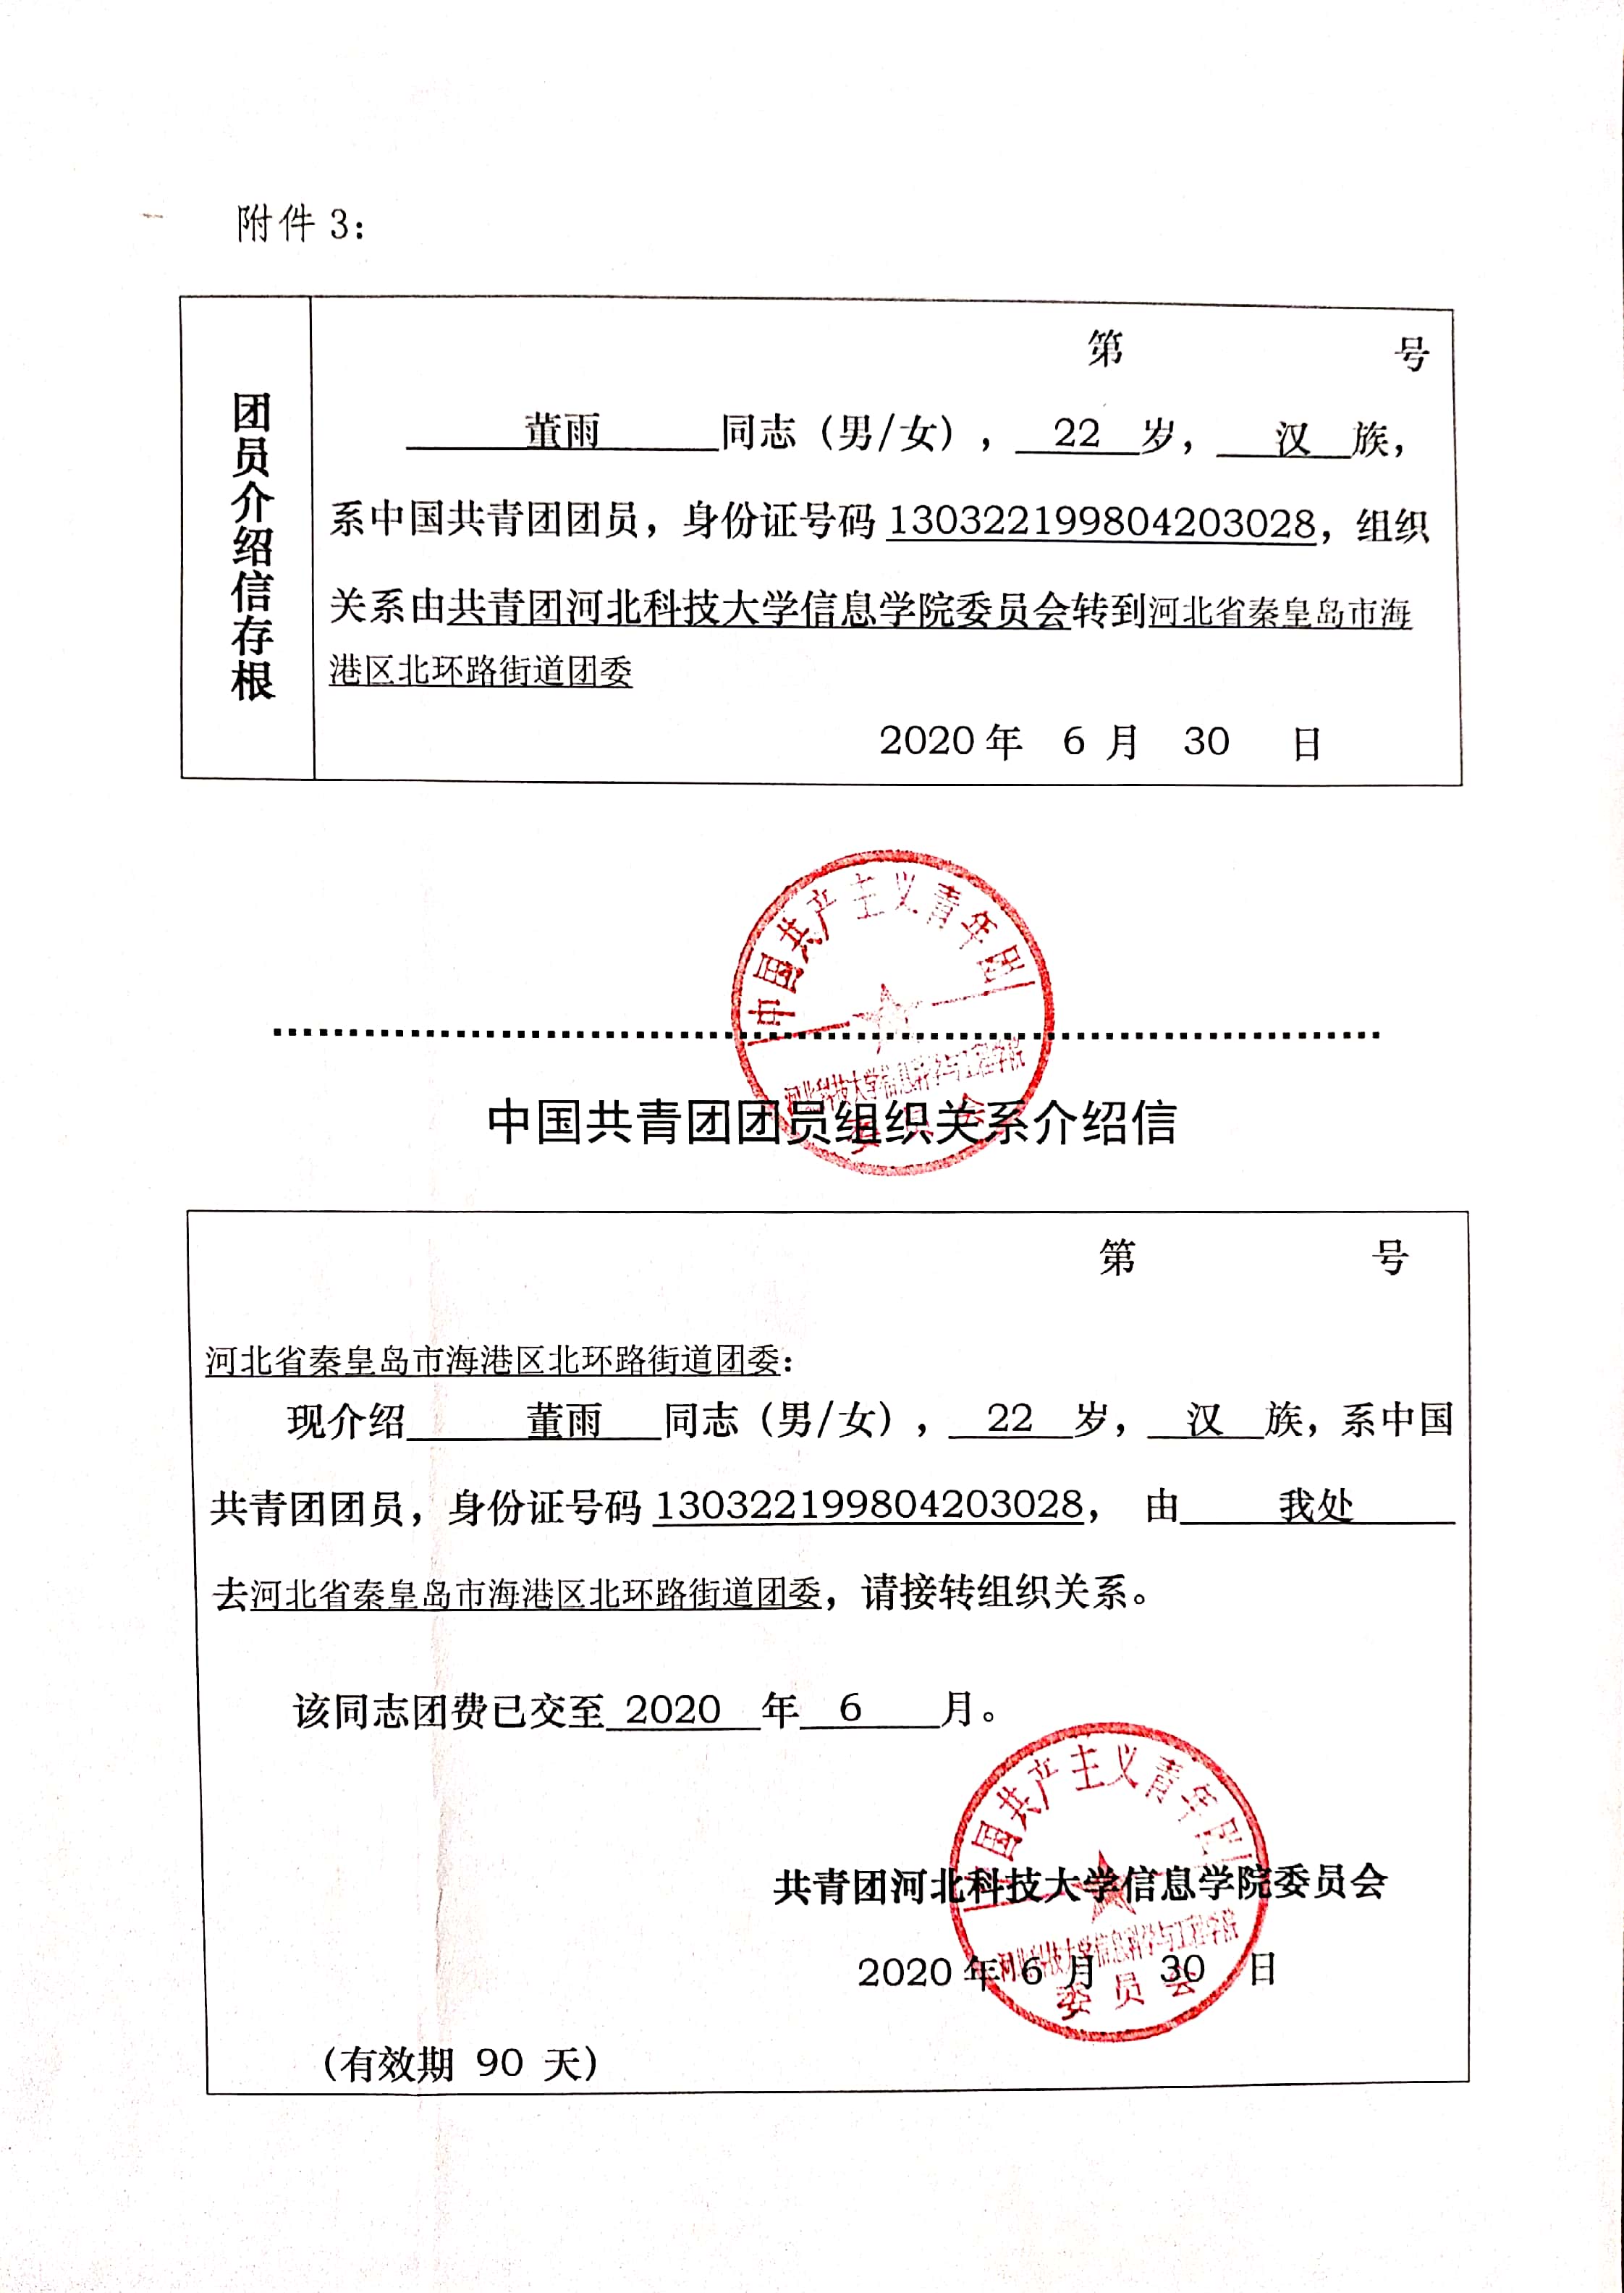 附件 3：
第 号
团员介绍信存根
董雨 同志（男/女）， 22 岁， 汉 族，
系中国共青团团员，身份证号码 130322199804203028，组织
关系由共青团河北科技大学信息学院委员会转到河北省秦皇岛市海
港区北环路街道团委
2020 年 6 月 30 日
中国共产主义青年团
河北科技大学信息科学与工程学院
委员会
中国共青团团员组织关系介绍信
第 号
河北省秦皇岛市海港区北环路街道团委：
现介绍 董雨 同志（男/女）， 22 岁， 汉 族，系中国
共青团团员，身份证号码 130322199804203028， 由 我处
去河北省秦皇岛市海港区北环路街道团委，请接转组织关系。
该同志团费已交至 2020 年 6 月。
中国共产主义青年团
共青团河北科技大学信息学院委员会
河北科技大学信息科学与工程学院
2020 年 6 月 30 日
委员会
（有效期 90 天）